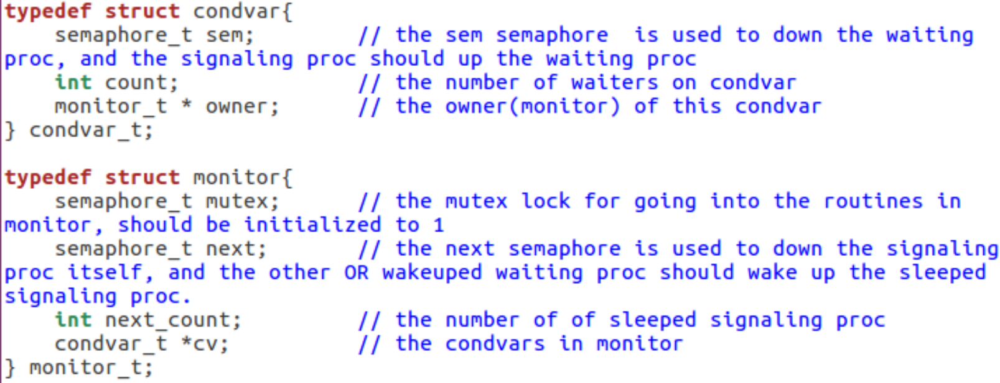 typedef struct condvar{
    semaphore_t sem;        // the sem semaphore  is used to down the waiting
proc, and the signaling proc should up the waiting proc
    int count;              // the number of waiters on condvar
    monitor_t * owner;      // the owner(monitor) of this condvar
} condvar_t;

typedef struct monitor{
    semaphore_t mutex;      // the mutex lock for going into the routines in
monitor, should be initialized to 1
    semaphore_t next;       // the next semaphore is used to down the signaling
proc itself, and the other OR wakeuped waiting proc should wake up the sleeped
signaling proc.
    int next_count;         // the number of of sleeped signaling proc
    condvar_t *cv;          // the condvars in monitor
} monitor_t;